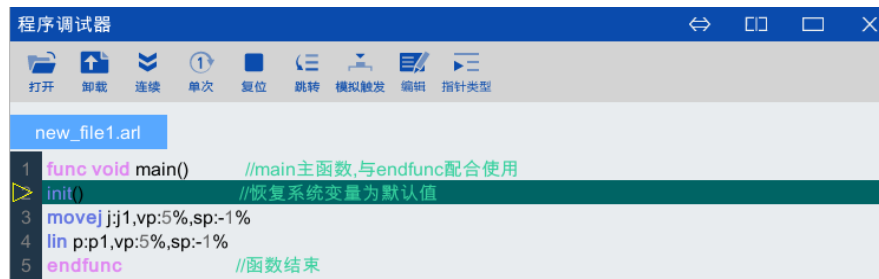 程序调试器
打开 卸载 连续 单次 复位 跳转 模拟触发 编辑 指针类型
new_file1.arl
1 func void main() //main主函数,与endfunc配合使用
2 init() //恢复系统变量为默认值
3 movej j:j1,vp:5%,sp:-1%
4 lin p:p1,vp:5%,sp:-1%
5 endfunc //函数结束